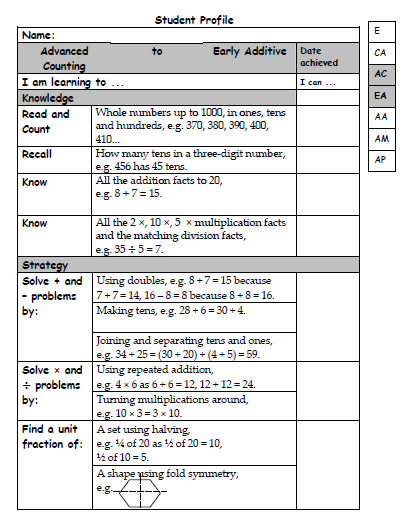 Student Profile
Name:
Advanced Counting to Early Additive
Date achieved
I am learning to ...
I can ...
Knowledge
Read and Count
Whole numbers up to 1000, in ones, tens
and hundreds, e.g. 370, 380, 390, 400,
410...
Recall
How many tens in a three-digit number,
e.g. 456 has 45 tens.
Know
All the addition facts to 20,
e.g. 8 + 7 = 15.
Know
All the 2 ×, 10 ×, 5 × multiplication facts
and the matching division facts,
e.g. 35 ÷ 5 = 7.
Strategy
Solve + and
– problems
by:
Using doubles, e.g. 8 + 7 = 15 because
7 + 7 = 14, 16 – 8 = 8 because 8 + 8 = 16.
Making tens, e.g. 28 + 6 = 30 + 4.
Joining and separating tens and ones,
e.g. 34 + 25 = (30 + 20) + (4 + 5) = 59.
Solve × and
÷ problems
by:
Using repeated addition,
e.g. 4 × 6 as 6 + 6 = 12, 12 + 12 = 24.
Turning multiplications around,
e.g. 10 × 3 = 3 × 10.
Find a unit
fraction of:
A set using halving,
e.g. ¼ of 20 as ½ of 20 = 10,
½ of 10 = 5.
A shape using fold symmetry,
e.g.
E
CA
AC
EA
AA
AM
AP